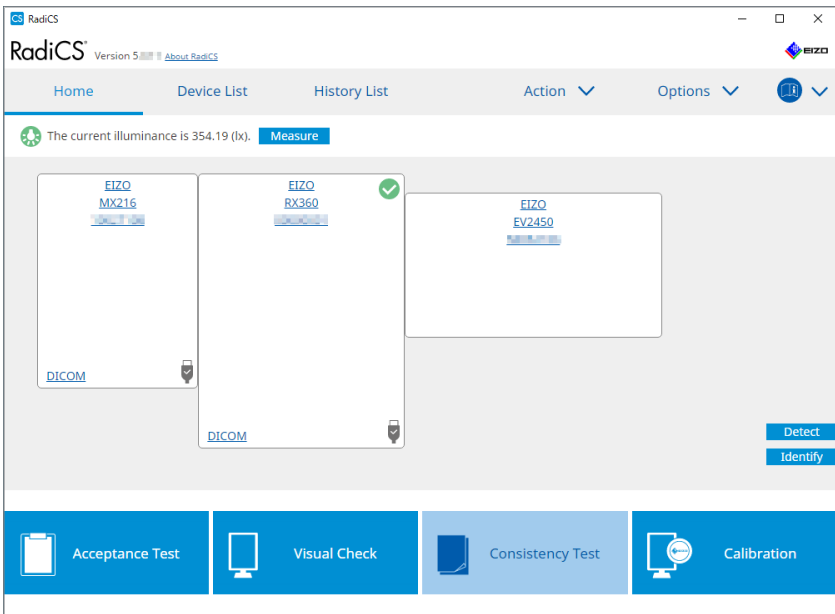 CS RadiCS
RadiCS® Version 5. About RadiCS
EIZO
Home Device List History List Action Options
The current illuminance is 354.19 (lx). Measure
EIZO
MX216
DICOM
EIZO
RX360
DICOM
EIZO
EV2450
Detect
Identify
Acceptance Test Visual Check Consistency Test Calibration